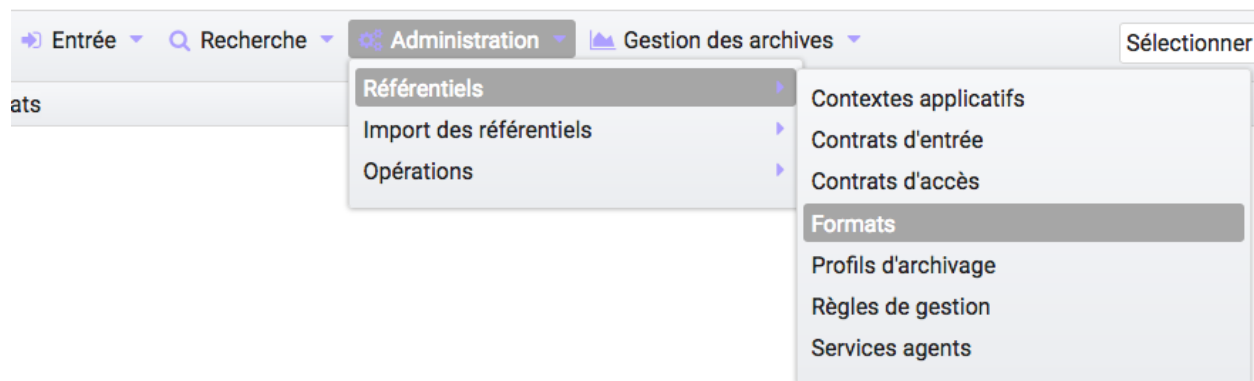 Entrée Recherche Administration Gestion des archives Sélectionner
ats
Référentiels
Import des référentiels
Opérations
Contextes applicatifs
Contrats d'entrée
Contrats d'accès
Formats
Profils d'archivage
Règles de gestion
Services agents